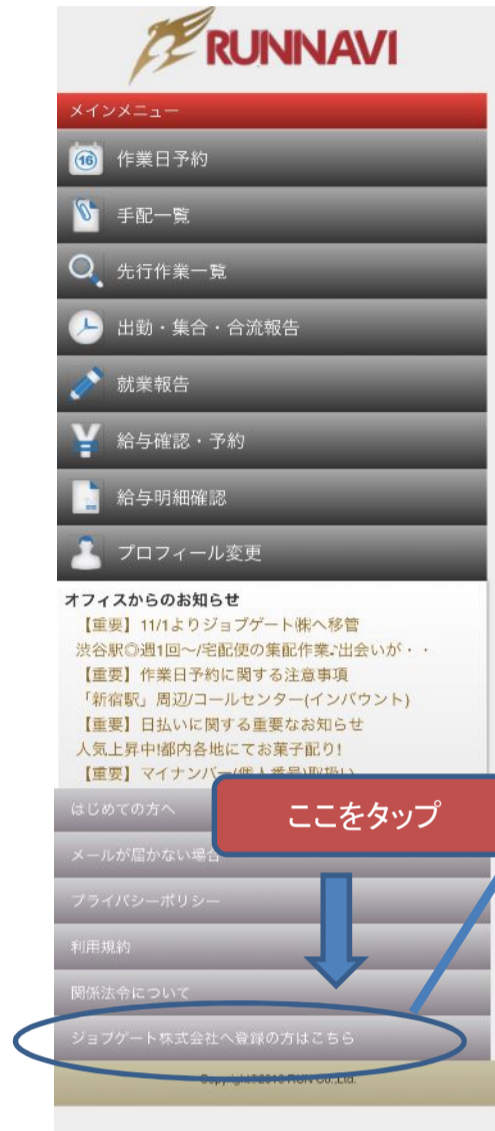 RUNNAVI
メインメニュー
16
作業日予約
手配一覧
先行作業一覧
出勤・集合・合流報告
就業報告
給与確認・予約
給与明細確認
プロフィール変更
オフィスからのお知らせ
【重要】11/1よりジョブゲート㈱へ移管
渋谷駅◎週1回～/宅配便の集配作業♪出会いが・・
【重要】作業日予約に関する注意事項
「新宿駅」周辺/コールセンター(インバウント)
【重要】日払いに関する重要なお知らせ
人気上昇中!都内各地にてお菓子配り!
【重要】マイナンバー(個人番号)取扱い
はじめての方へ
ここをタップ
メールが届かない場合
プライバシーポリシー
利用規約
関係法令について
ジョブゲート株式会社へ登録の方はこちら
RUN Co.,Ltd.